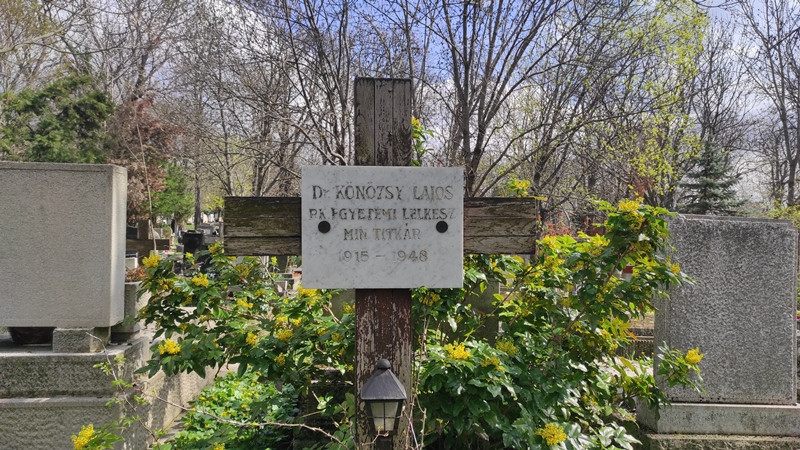 Dr KÖNÖZSY LAJOS
RK EGYETEMI LELKÉSZ
MIN TITKÁR
1915 - 1948